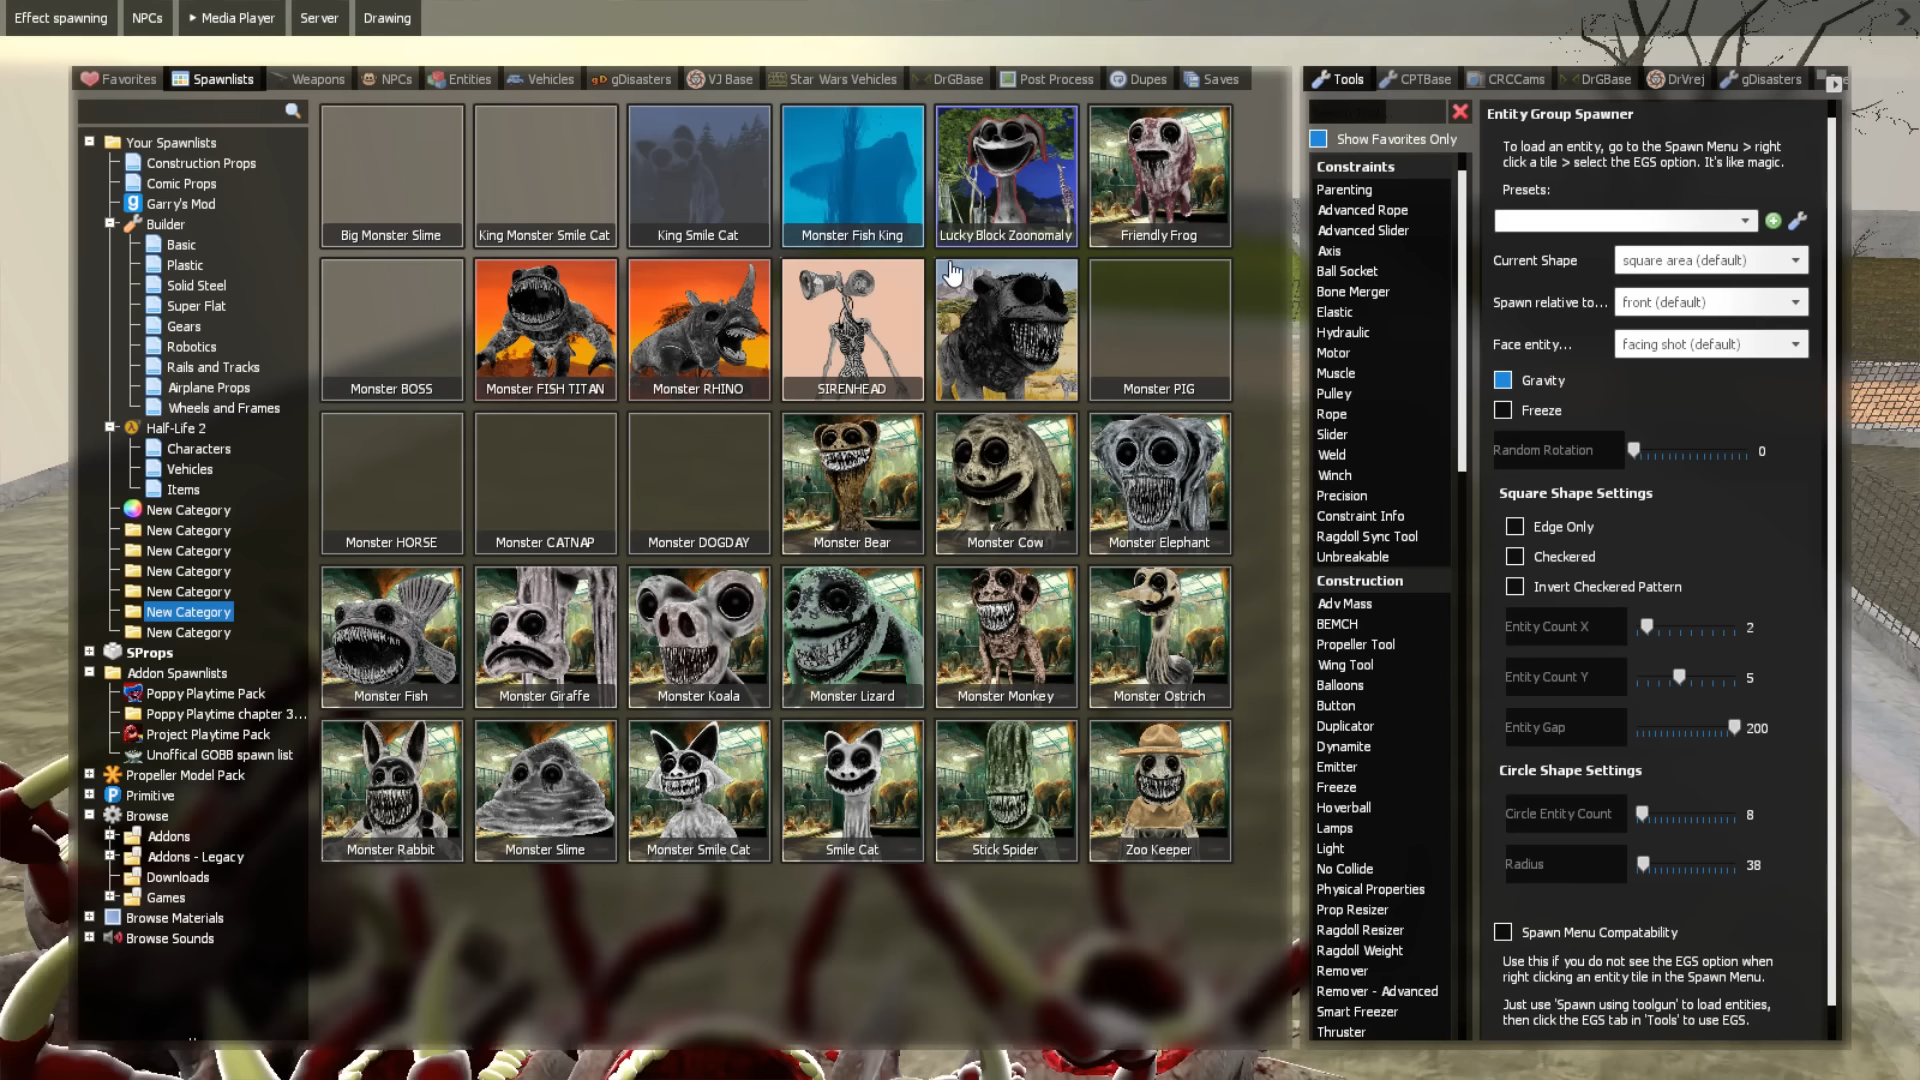 Effect spawning
NPCs
Media Player
Server
Drawing
Favorites
Spawnlists
Weapons
NPCs
Entities
Vehicles
gDisasters
VJ Base
Star Wars Vehicles
DrGBase
Post Process
Dupes
Saves
Your Spawnlists
Construction Props
Comic Props
Garry's Mod
Builder
Basic
Plastic
Solid Steel
Super Flat
Gears
Robotics
Rails and Tracks
Airplane Props
Wheels and Frames
Half-Life 2
Characters
Vehicles
Items
New Category
New Category
New Category
New Category
New Category
New Category
New Category
SProps
Addon Spawnlists
Poppy Playtime Pack
Poppy Playtime chapter 3...
Project Playtime Pack
Unoffical GOBB spawn list
Propeller Model Pack
Primitive
Browse
Addons
Addons - Legacy
Downloads
Games
Browse Materials
Browse Sounds
Big Monster Slime
King Monster Smile Cat
King Smile Cat
Monster Fish King
Lucky Block Zoonomaly
Friendly Frog
Monster BOSS
Monster FISH TITAN
Monster RHINO
SIRENHEAD
Monster PIG
Monster HORSE
Monster CATNAP
Monster DOGDAY
Monster Bear
Monster Cow
Monster Elephant
Monster Fish
Monster Giraffe
Monster Koala
Monster Lizard
Monster Monkey
Monster Ostrich
Monster Rabbit
Monster Slime
Monster Smile Cat
Smile Cat
Stick Spider
Zoo Keeper
Tools
CPTBase
CRCCams
DrGBase
DrVrej
gDisasters
Show Favorites Only
Constraints
Parenting
Advanced Rope
Advanced Slider
Axis
Ball Socket
Bone Merger
Elastic
Hydraulic
Motor
Muscle
Pulley
Rope
Slider
Weld
Winch
Precision
Constraint Info
Ragdoll Sync Tool
Unbreakable
Construction
Adv Mass
BEMCH
Propeller Tool
Wing Tool
Balloons
Button
Duplicator
Dynamite
Emitter
Freeze
Hoverball
Lamps
Light
No Collide
Physical Properties
Prop Resizer
Ragdoll Resizer
Ragdoll Weight
Remover
Remover - Advanced
Smart Freezer
Thruster
Entity Group Spawner
To load an entity, go to the Spawn Menu > right
click a tile > select the EGS option. It's like magic.
Presets:
Current Shape
square area (default)
Spawn relative to...
front (default)
Face entity...
facing shot (default)
Gravity
Freeze
Random Rotation
0
Square Shape Settings
Edge Only
Checkered
Invert Checkered Pattern
Entity Count X
2
Entity Count Y
5
Entity Gap
200
Circle Shape Settings
Circle Entity Count
8
Radius
38
Spawn Menu Compatability
Use this if you do not see the EGS option when
right clicking an entity tile in the Spawn Menu.
Just use 'Spawn using toolgun' to load entities,
then click the EGS tab in 'Tools' to use EGS.